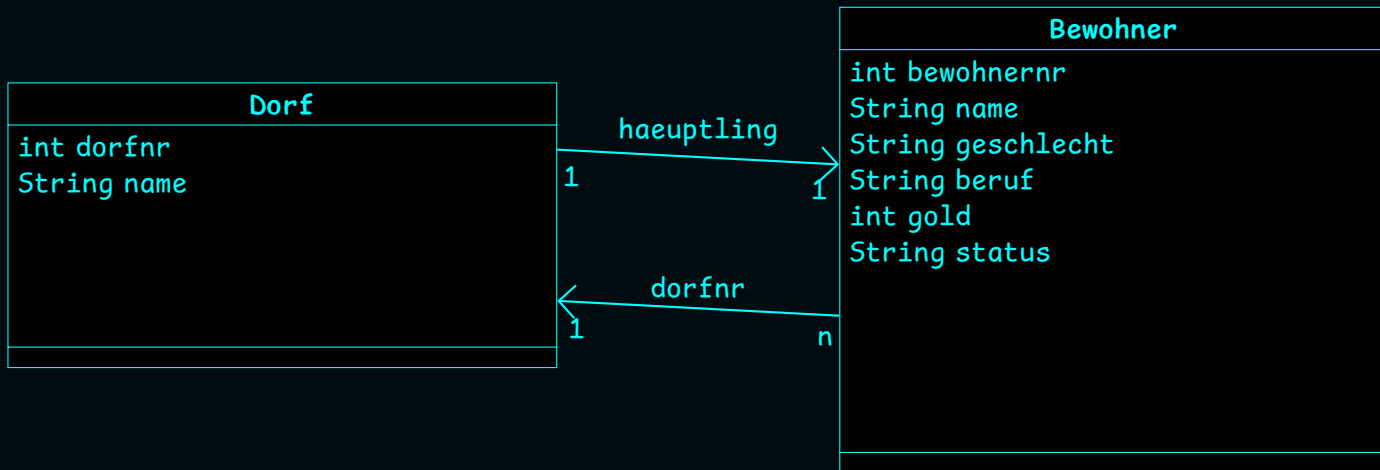 Dorf
int dorfnr
String name
haeuptling
1
1
dorfnr
1
n
Bewohner
int bewohnernr
String name
String geschlecht
String beruf
int gold
String status